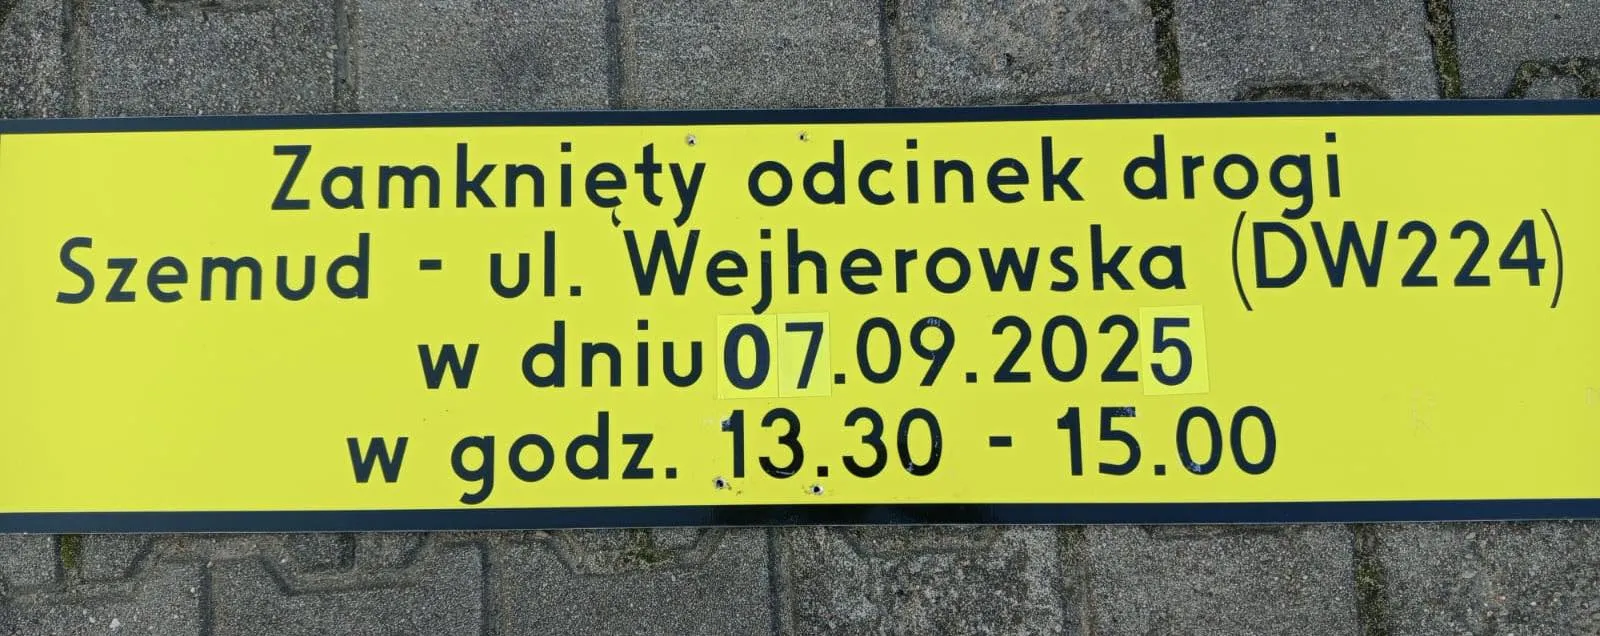 Zamknięty odcinek drogi
Szemud - ul. Wejherowska (DW224)
w dniu 07.09.2025
w godz. 13.30 - 15.00